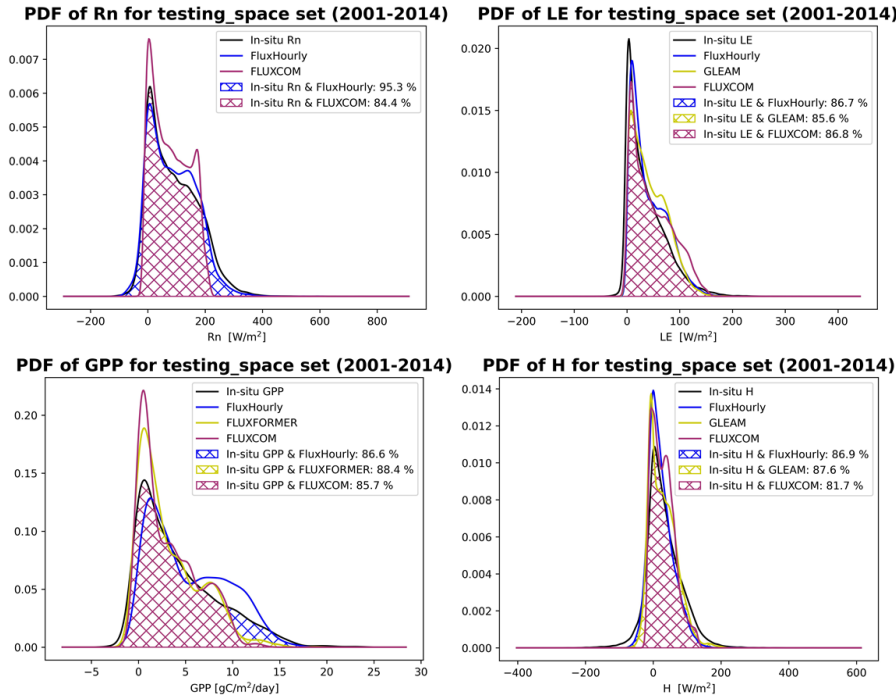 PDF of Rn for testing_space set (2001-2014)
In-situ Rn
FluxHourly
FLUXCOM
In-situ Rn & FluxHourly: 95.3 %
In-situ Rn & FLUXCOM: 84.4 %
0.007
0.006
0.005
0.004
0.003
0.002
0.001
0.000
−200
0
200
400
600
800
Rn [W/m²]
PDF of LE for testing_space set (2001-2014)
In-situ LE
FluxHourly
GLEAM
FLUXCOM
In-situ LE & FluxHourly: 86.7 %
In-situ LE & GLEAM: 85.6 %
In-situ LE & FLUXCOM: 86.8 %
0.020
0.015
0.010
0.005
0.000
−200
−100
0
100
200
300
400
LE [W/m²]
PDF of GPP for testing_space set (2001-2014)
In-situ GPP
FluxHourly
FLUXFORMER
FLUXCOM
In-situ GPP & FluxHourly: 86.6 %
In-situ GPP & FLUXFORMER: 88.4 %
In-situ GPP & FLUXCOM: 85.7 %
0.20
0.15
0.10
0.05
0.00
−5
0
5
10
15
20
25
30
GPP [gC/m²/day]
PDF of H for testing_space set (2001-2014)
In-situ H
FluxHourly
GLEAM
FLUXCOM
In-situ H & FluxHourly: 86.9 %
In-situ H & GLEAM: 87.6 %
In-situ H & FLUXCOM: 81.7 %
0.014
0.012
0.010
0.008
0.006
0.004
0.002
0.000
−400
−200
0
200
400
600
H [W/m²]